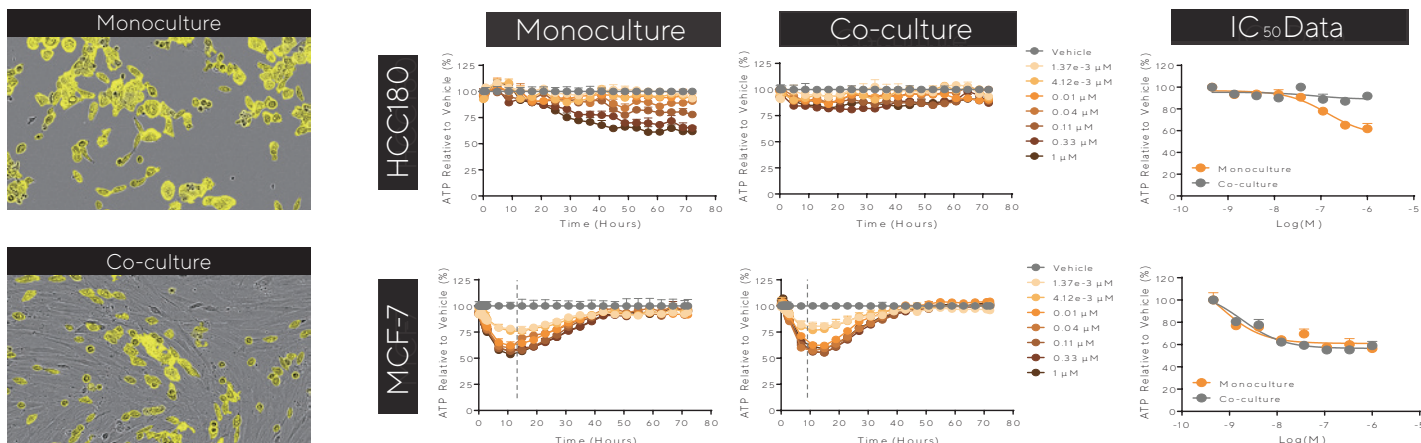 Monoculture
Co-culture
Monoculture
Co-culture
IC50Data
HCC180
ATP Relative to Vehicle (%)
125
100
75
50
25
0
0 10 20 30 40 50 60 70 80
Time (Hours)
ATP Relative to Vehicle (%)
125
100
75
50
25
0
0 10 20 30 40 50 60 70 80
Time (Hours)
Vehicle
1.37e-3 μM
4.12e-3 μM
0.01 μM
0.04 μM
0.11 μM
0.33 μM
1 μM
ATP Relative to Vehicle (%)
120
100
80
60
40
20
0
Monoculture
Co-culture
-10 -9 -8 -7 -6 -5
Log(M)
MCF-7
ATP Relative to Vehicle (%)
125
100
75
50
25
0
0 10 20 30 40 50 60 70 80
Time (Hours)
ATP Relative to Vehicle (%)
125
100
75
50
25
0
0 10 20 30 40 50 60 70 80
Time (Hours)
Vehicle
1.37e-3 μM
4.12e-3 μM
0.01 μM
0.04 μM
0.11 μM
0.33 μM
1 μM
ATP Relative to Vehicle (%)
120
100
80
60
40
20
0
Monoculture
Co-culture
-10 -9 -8 -7 -6 -5
Log(M)